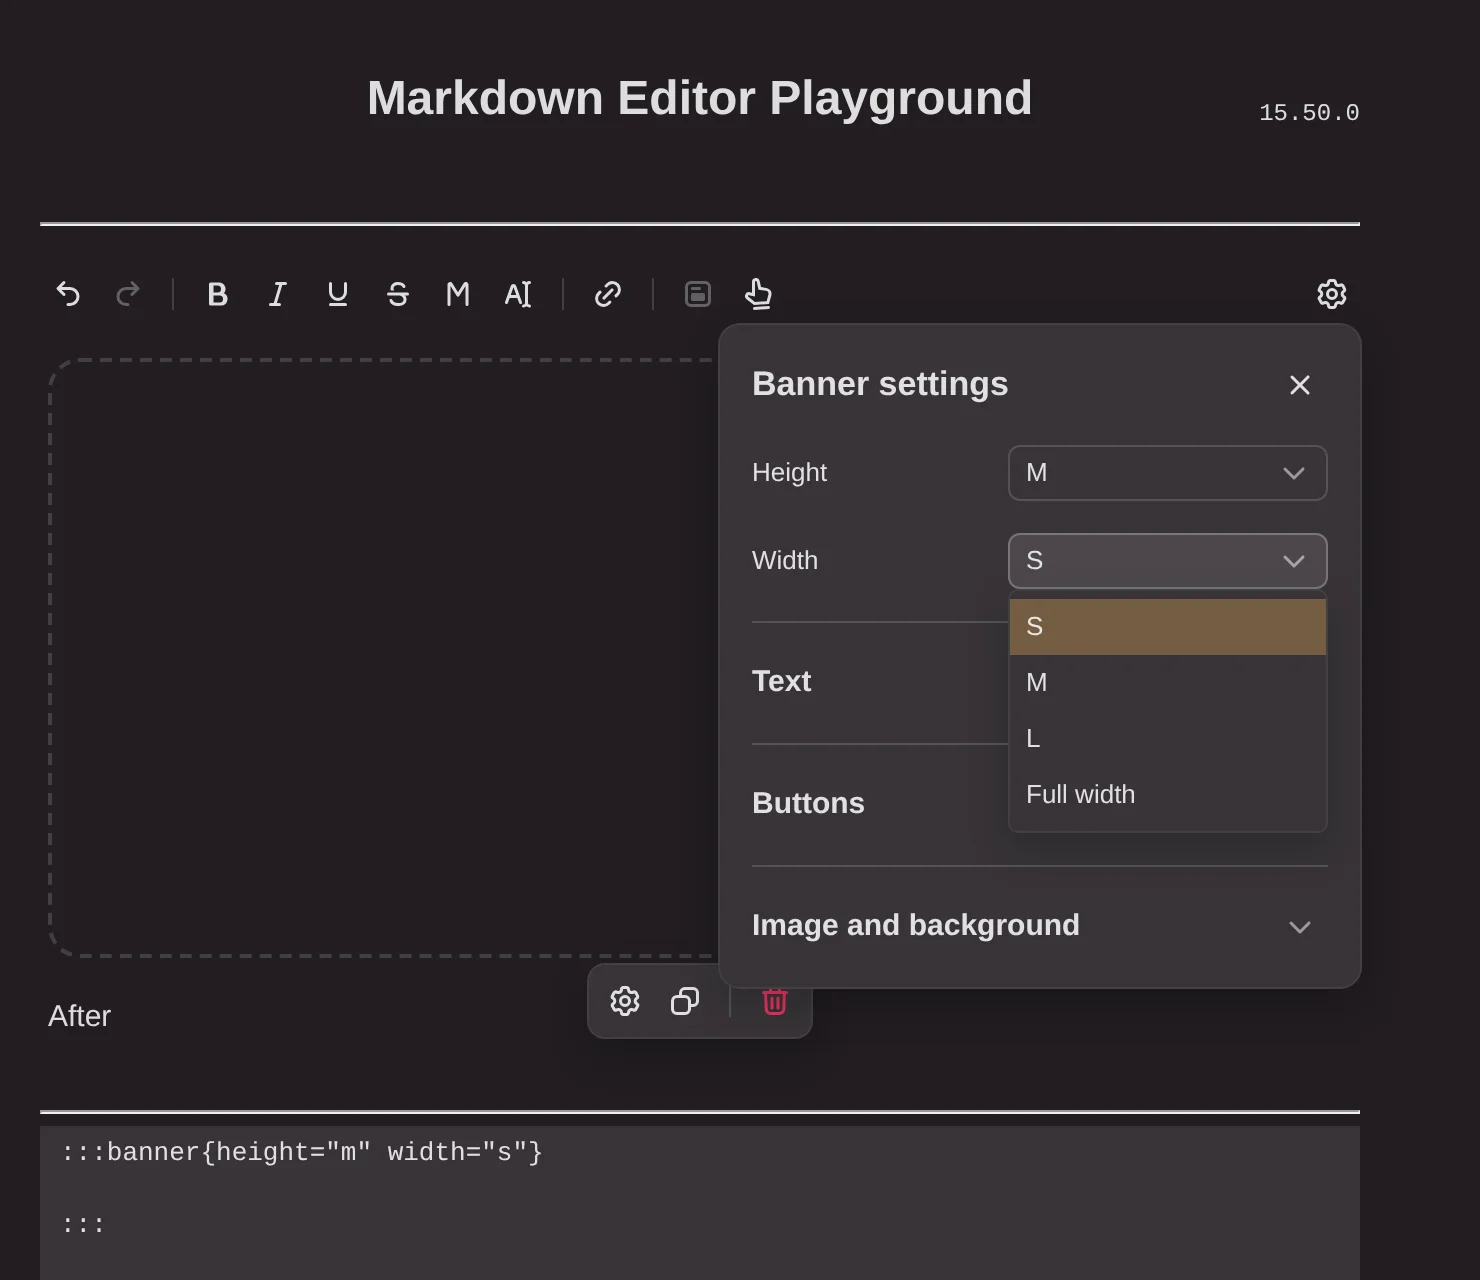 Markdown Editor Playground
15.50.0
B I U S M AI
Banner settings
Height M
Width S
S
M
L
Full width
Text
Buttons
Image and background
After
:::banner{height="m" width="s"}
:::